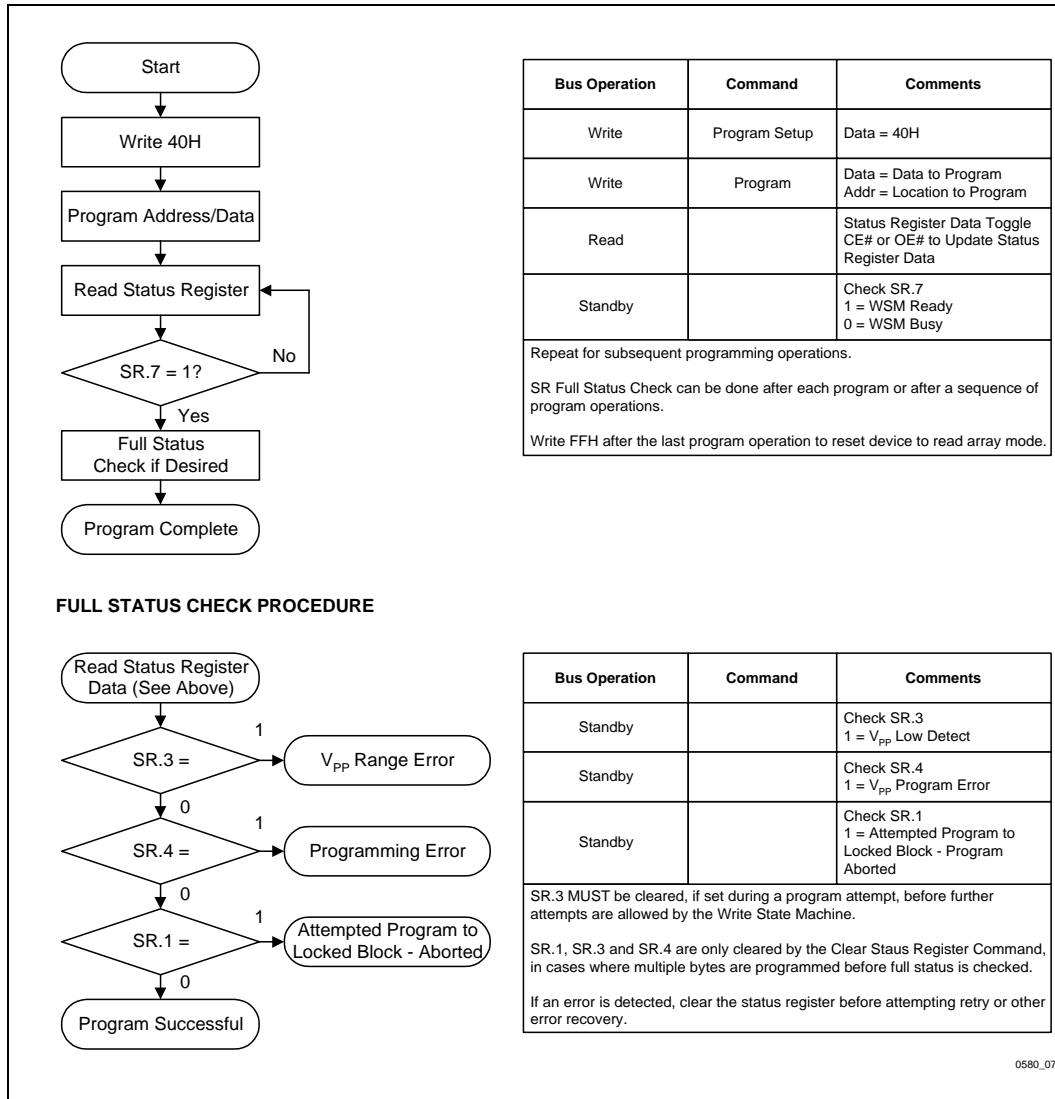 Start
Write 40H
Program Address/Data
Read Status Register
SR.7 = 1?
No
Yes
Full Status
Check if Desired
Program Complete
Bus Operation Command Comments
Write Program Setup Data = 40H
Write Program Data = Data to Program
Addr = Location to Program
Read Status Register Data Toggle
CE# or OE# to Update Status
Register Data
Standby Check SR.7
1 = WSM Ready
0 = WSM Busy
Repeat for subsequent programming operations.
SR Full Status Check can be done after each program or after a sequence of
program operations.
Write FFH after the last program operation to reset device to read array mode.
FULL STATUS CHECK PROCEDURE
Read Status Register
Data (See Above)
SR.3 =
1
VPP Range Error
0
SR.4 =
1
Programming Error
0
SR.1 =
1
Attempted Program to
Locked Block - Aborted
0
Program Successful
Bus Operation Command Comments
Standby Check SR.3
1 = VPP Low Detect
Standby Check SR.4
1 = VPP Program Error
Standby Check SR.1
1 = Attempted Program to
Locked Block - Program
Aborted
SR.3 MUST be cleared, if set during a program attempt, before further
attempts are allowed by the Write State Machine.
SR.1, SR.3 and SR.4 are only cleared by the Clear Staus Register Command,
in cases where multiple bytes are programmed before full status is checked.
If an error is detected, clear the status register before attempting retry or other
error recovery.
0580_07